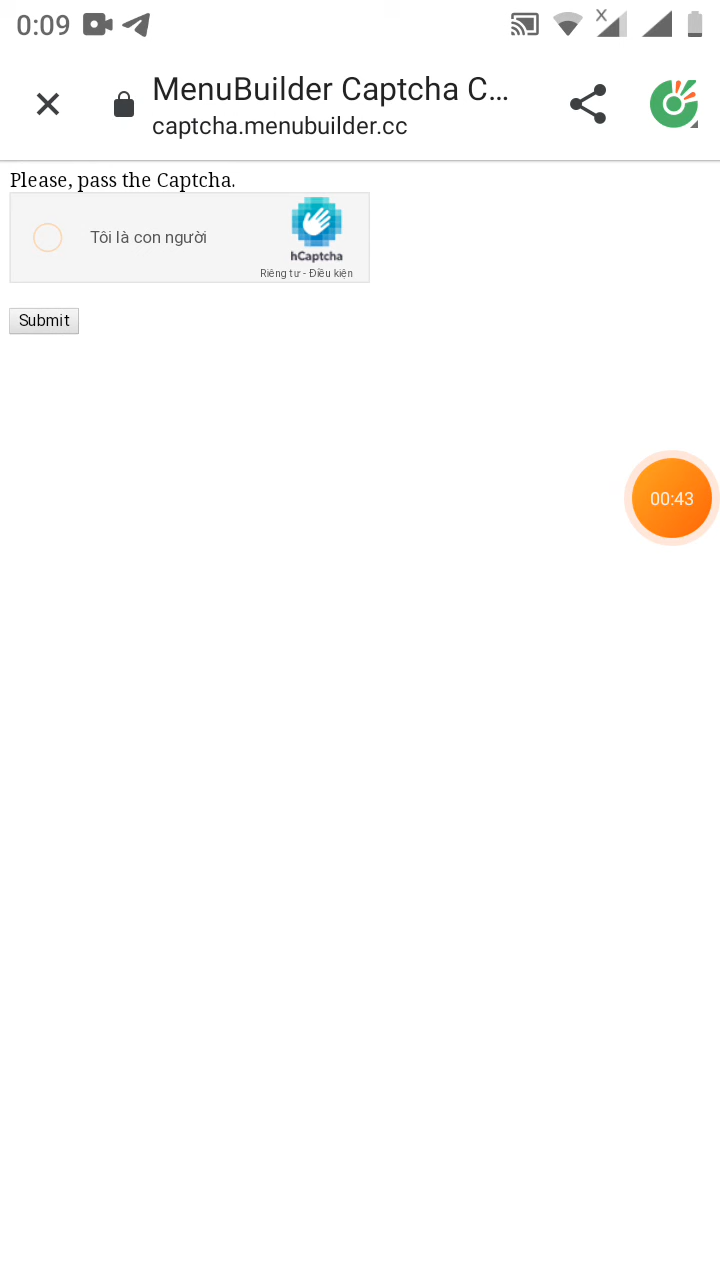 0:09
MenuBuilder Captcha C...
captcha.menubuilder.cc
Please, pass the Captcha.
Tôi là con người
hCaptcha
Riêng tư - Điều kiện
Submit
00:43